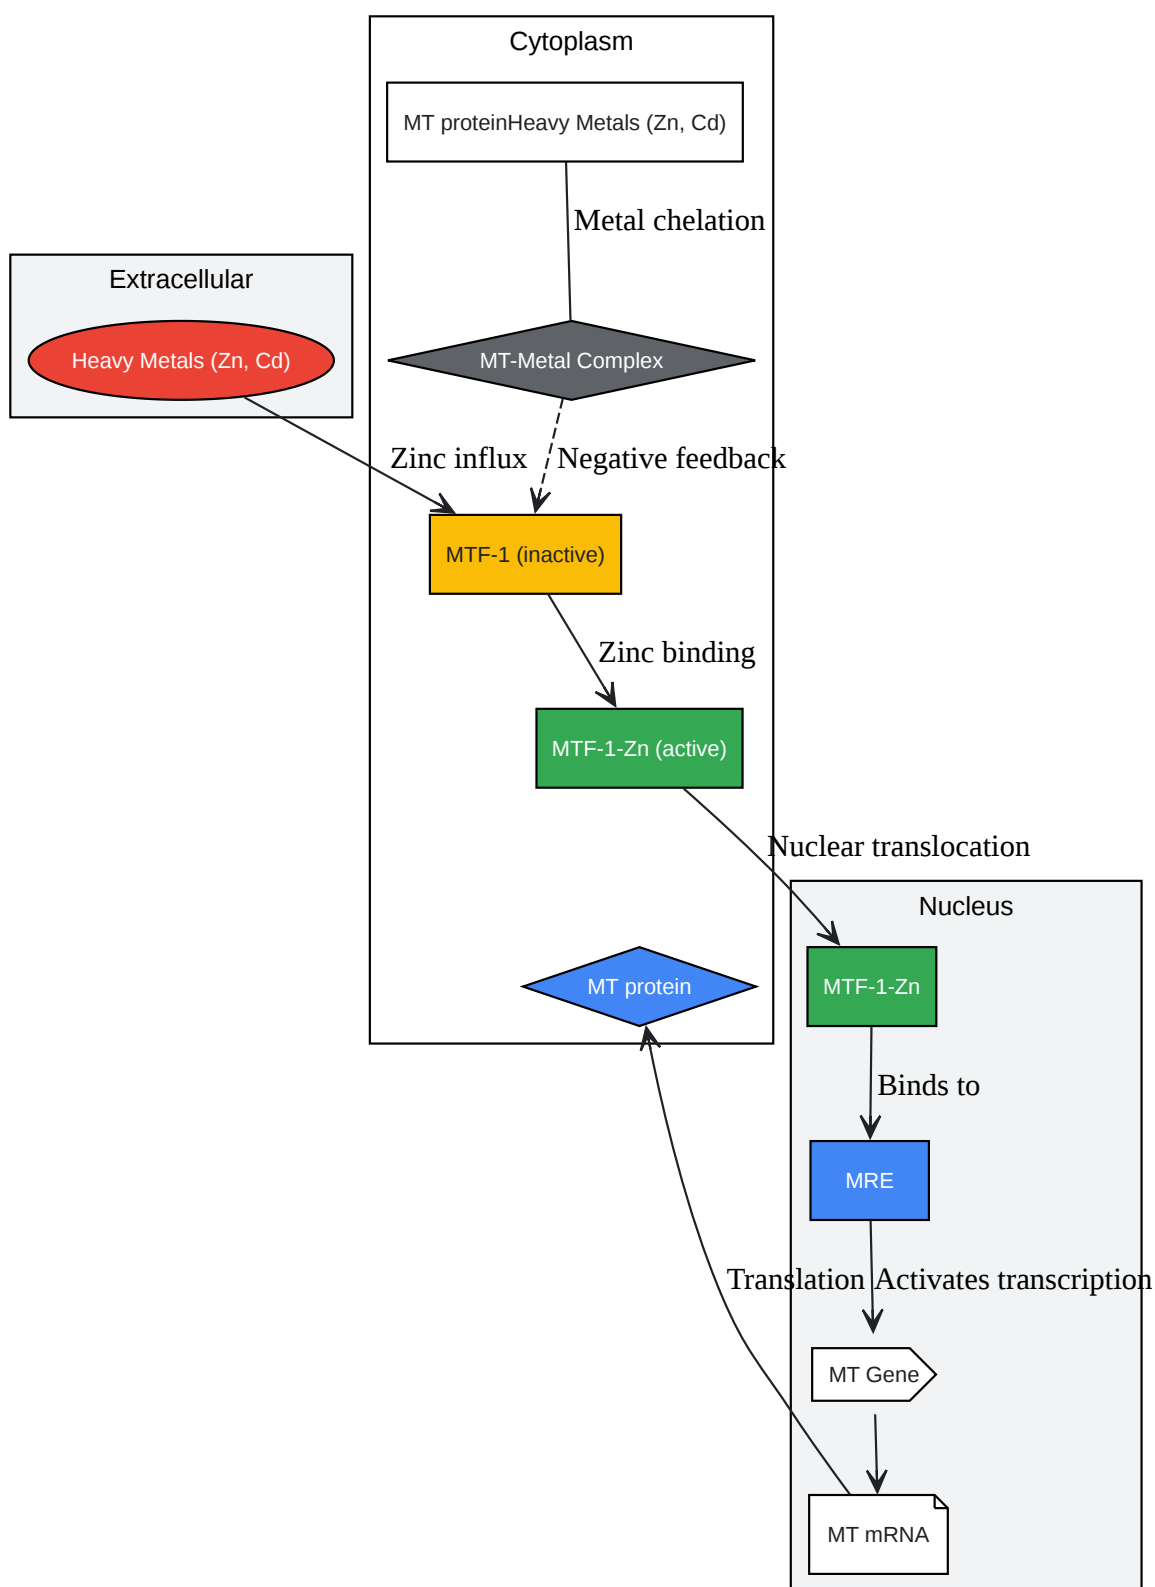 Cytoplasm
MT proteinHeavy Metals (Zn, Cd)
Metal chelation
Extracellular
Heavy Metals (Zn, Cd)
MT-Metal Complex
Zinc influx
Negative feedback
MTF-1 (inactive)
Zinc binding
MTF-1-Zn (active)
Nuclear translocation
Nucleus
MT protein
MTF-1-Zn
Binds to
MRE
Translation
Activates transcription
MT Gene
MT mRNA